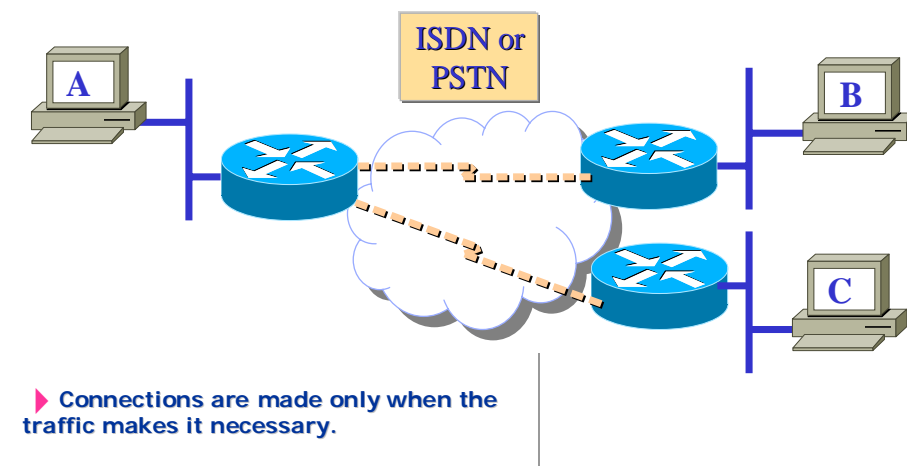 ISDN or
PSTN
A
B
C
Connections are made only when the
traffic makes it necessary.